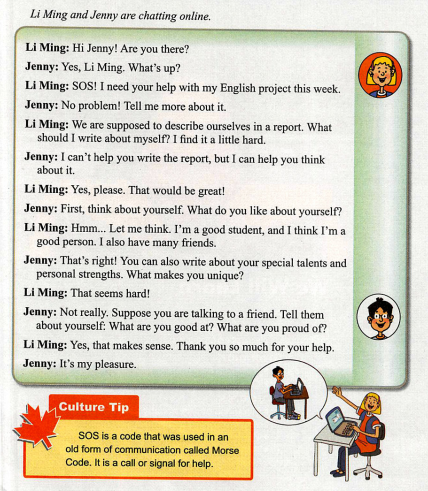 Li Ming and Jenny are chatting online.
Li Ming: Hi Jenny! Are you there?
Jenny: Yes, Li Ming. What's up?
Li Ming: SOS! I need your help with my English project this week.
Jenny: No problem! Tell me more about it.
Li Ming: We are supposed to describe ourselves in a report. What
should I write about myself? I find it a little hard.
Jenny: I can't help you write the report, but I can help you think
about it.
Li Ming: Yes, please. That would be great!
Jenny: First, think about yourself. What do you like about yourself?
Li Ming: Hmm... Let me think. I'm a good student, and I think I'm a
good person. I also have many friends.
Jenny: That's right! You can also write about your special talents and
personal strengths. What makes you unique?
Li Ming: That seems hard!
Jenny: Not really. Suppose you are talking to a friend. Tell them
about yourself: What are you good at? What are you proud of?
Li Ming: Yes, that makes sense. Thank you so much for your help.
Jenny: It's my pleasure.
Culture Tip
SOS is a code that was used in an
old form of communication called Morse
Code. It is a call or signal for help.